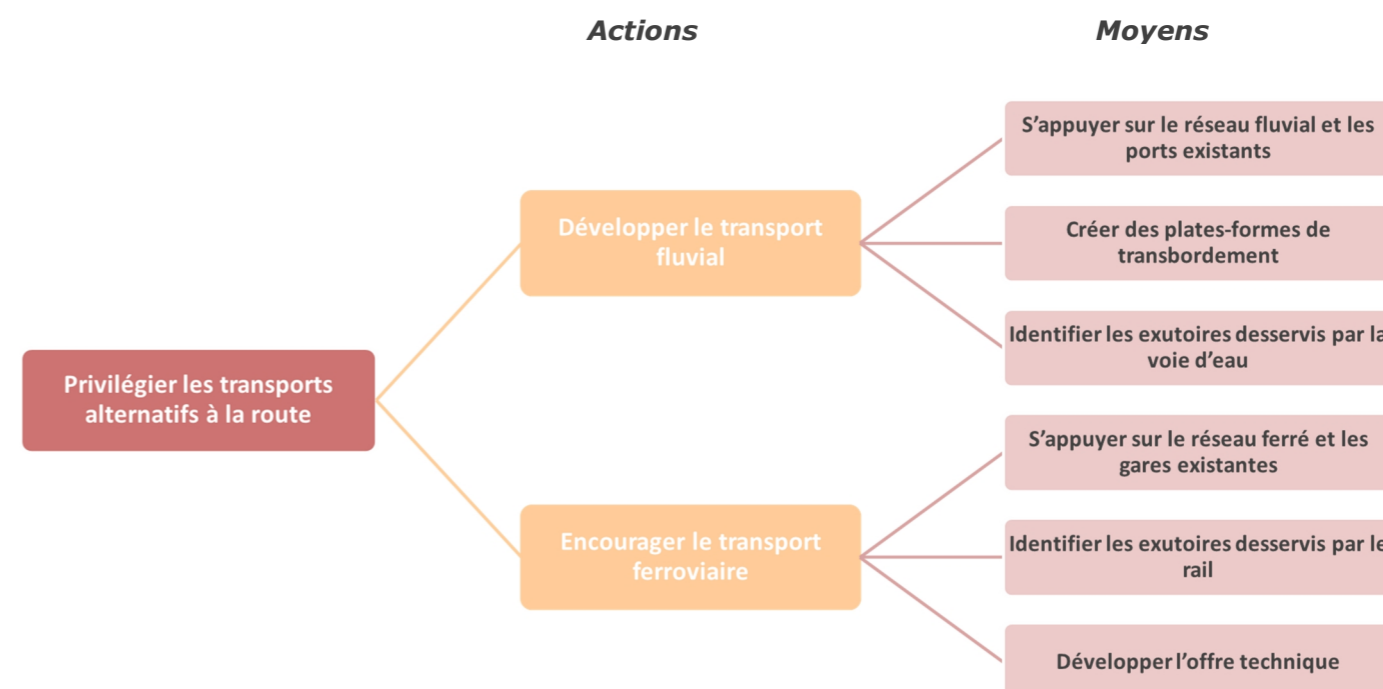 Actions
Moyens
S'appuyer sur le réseau fluvial et les
ports existants
Développer le transport
fluvial
Créer des plates-formes de
transbordement
Identifier les exutoires desservis par la
voie d'eau
Privilégier les transports
alternatifs à la route
S'appuyer sur le réseau ferré et les
gares existantes
Encourager le transport
ferroviaire
Identifier les exutoires desservis par le
rail
Développer l'offre technique